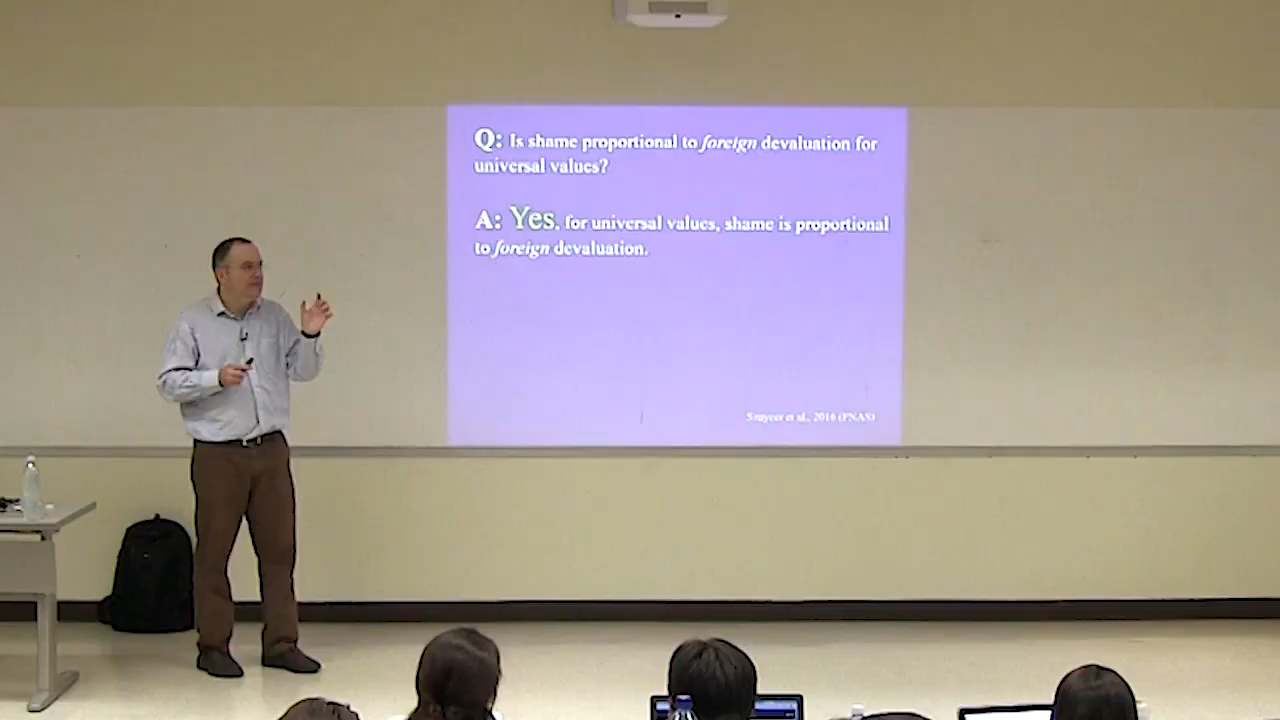 Q: Is shame proportional to foreign devaluation for
universal values?
A: Yes, for universal values, shame is proportional
to foreign devaluation.
Sznycer et al., 2016 (PNAS)